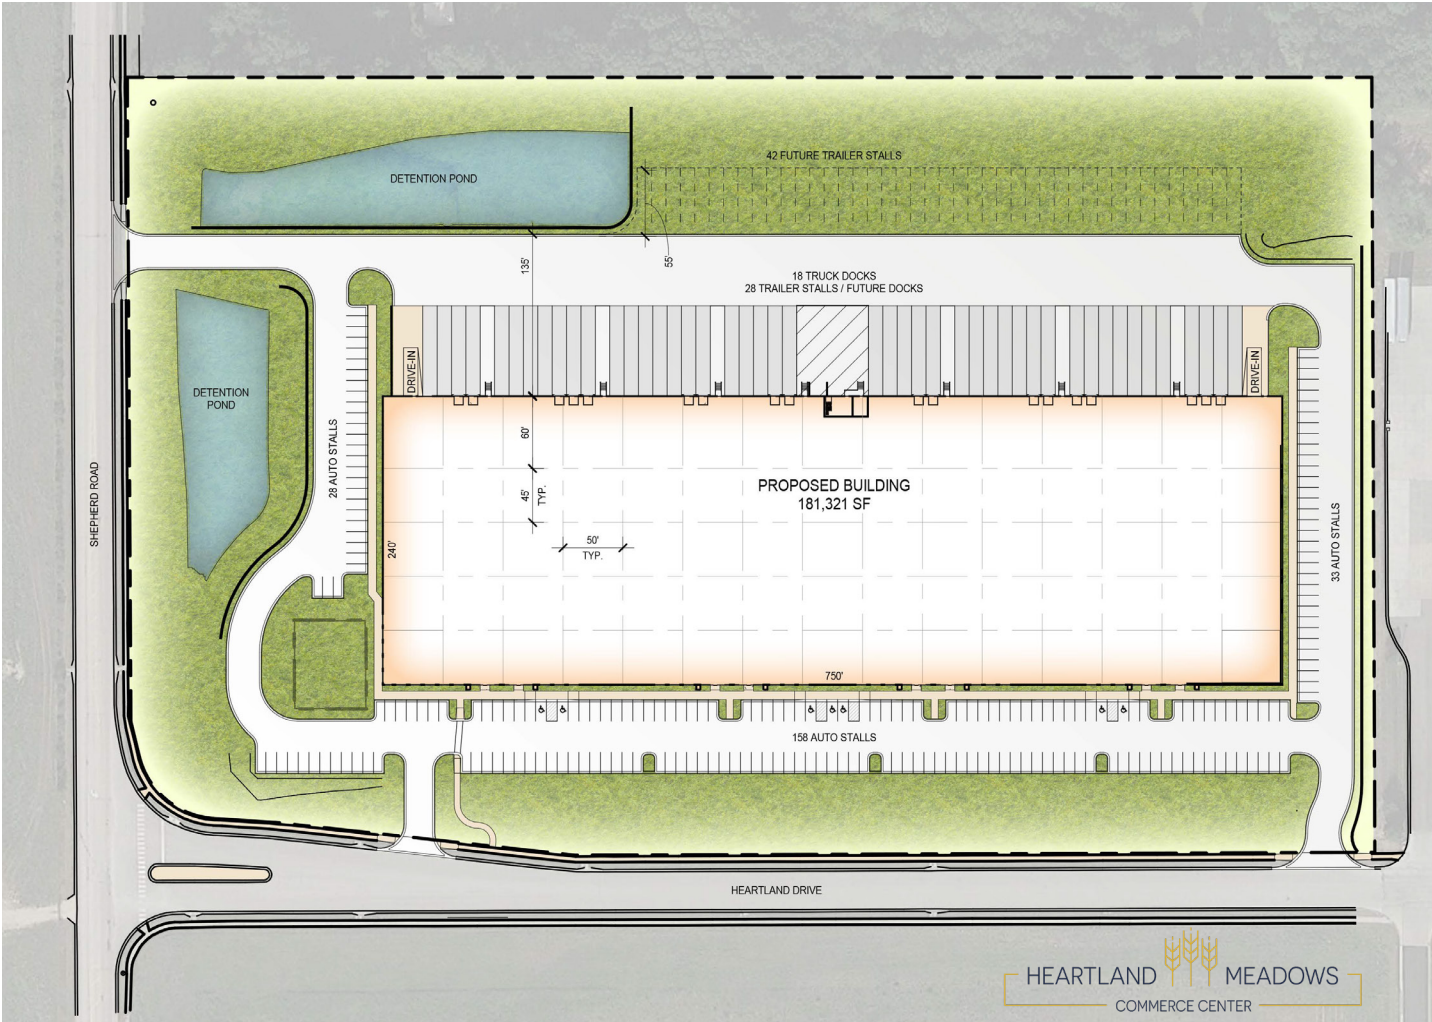 42 FUTURE TRAILER STALLS
DETENTION POND
135'
55'
18 TRUCK DOCKS
28 TRAILER STALLS / FUTURE DOCKS
DRIVE-IN
DRIVE-IN
DETENTION
POND
28 AUTO STALLS
60'
45'
TYP.
PROPOSED BUILDING
181,321 SF
SHEPHERD ROAD
240'
50'
TYP.
33 AUTO STALLS
750'
158 AUTO STALLS
HEARTLAND DRIVE
HEARTLAND MEADOWS
COMMERCE CENTER